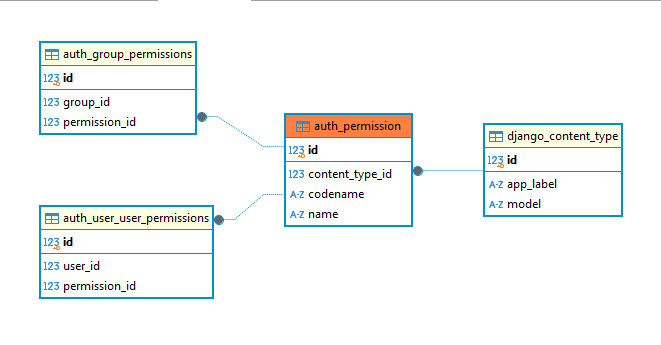 auth_group_permissions
123 id
123 group_id
123 permission_id
auth_permission
123 id
123 content_type_id
A-Z codename
A-Z name
django_content_type
123 id
A-Z app_label
A-Z model
auth_user_user_permissions
123 id
123 user_id
123 permission_id